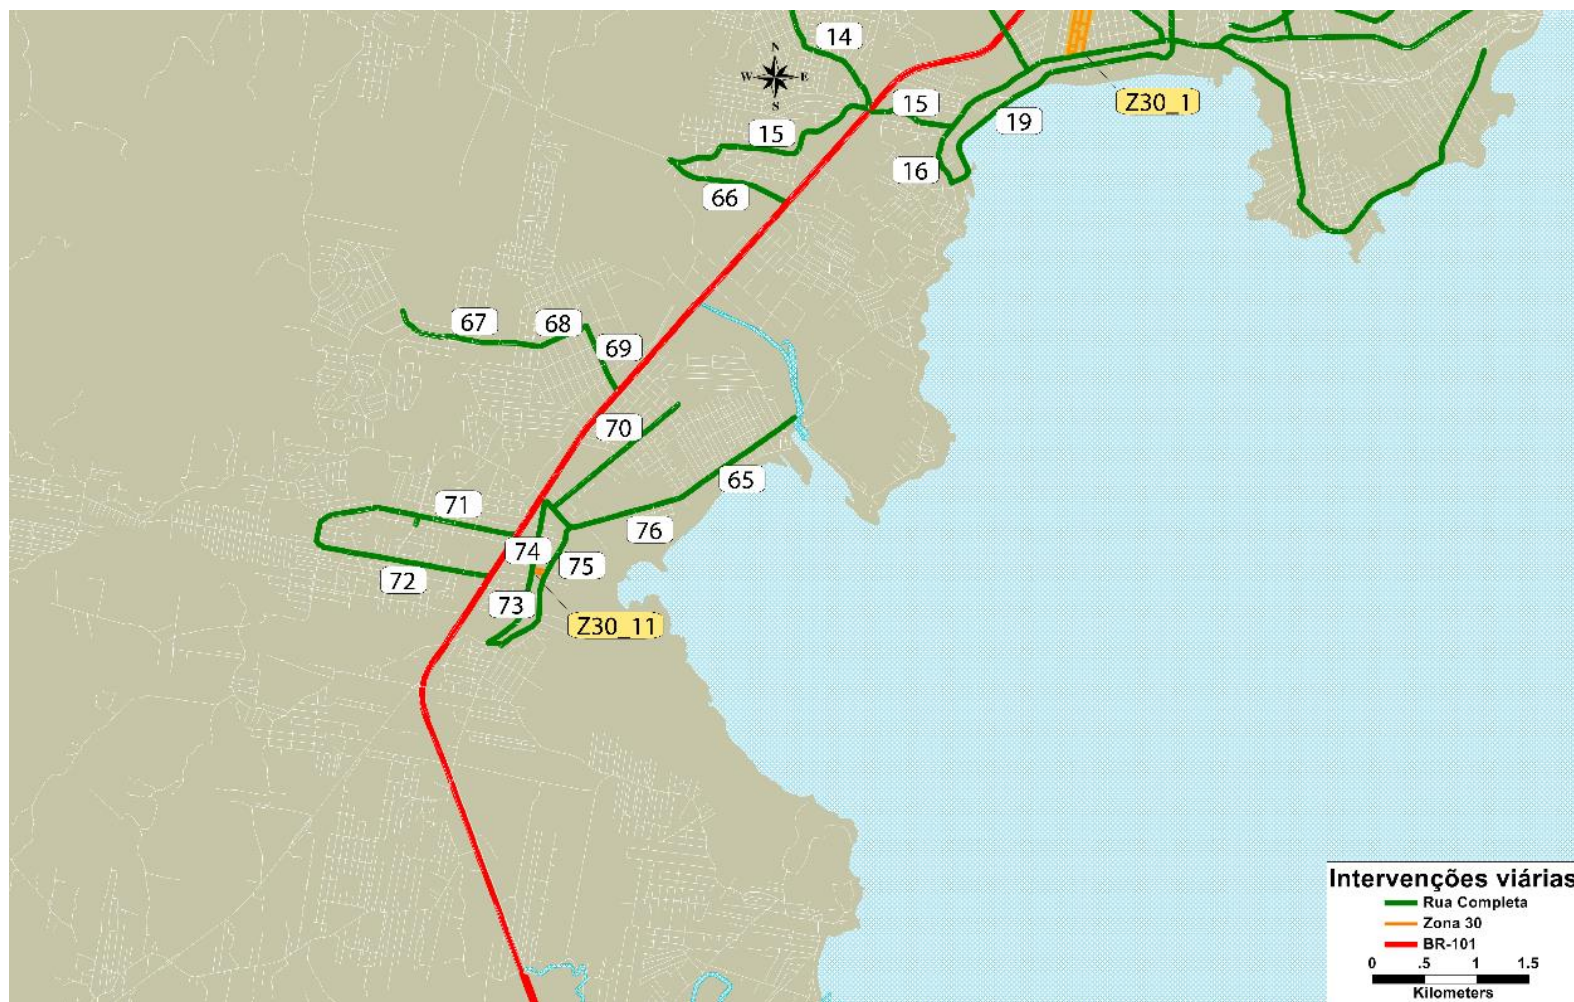 14
N
W E
S
Z30_1
15
19
15
16
66
67
68
69
70
65
71
76
74
75
72
73
Z30_11
Intervenções viárias
Rua Completa
Zona 30
BR-101
0 .5 1 1.5
Kilometers